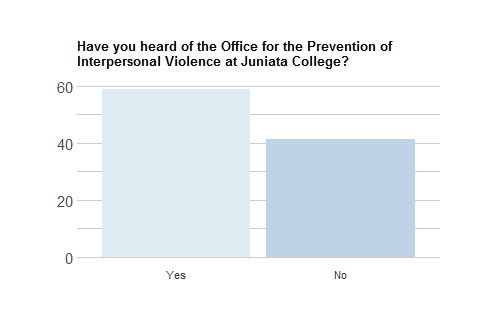 Have you heard of the Office for the Prevention of
Interpersonal Violence at Juniata College?
60
40
20
0
Yes
No